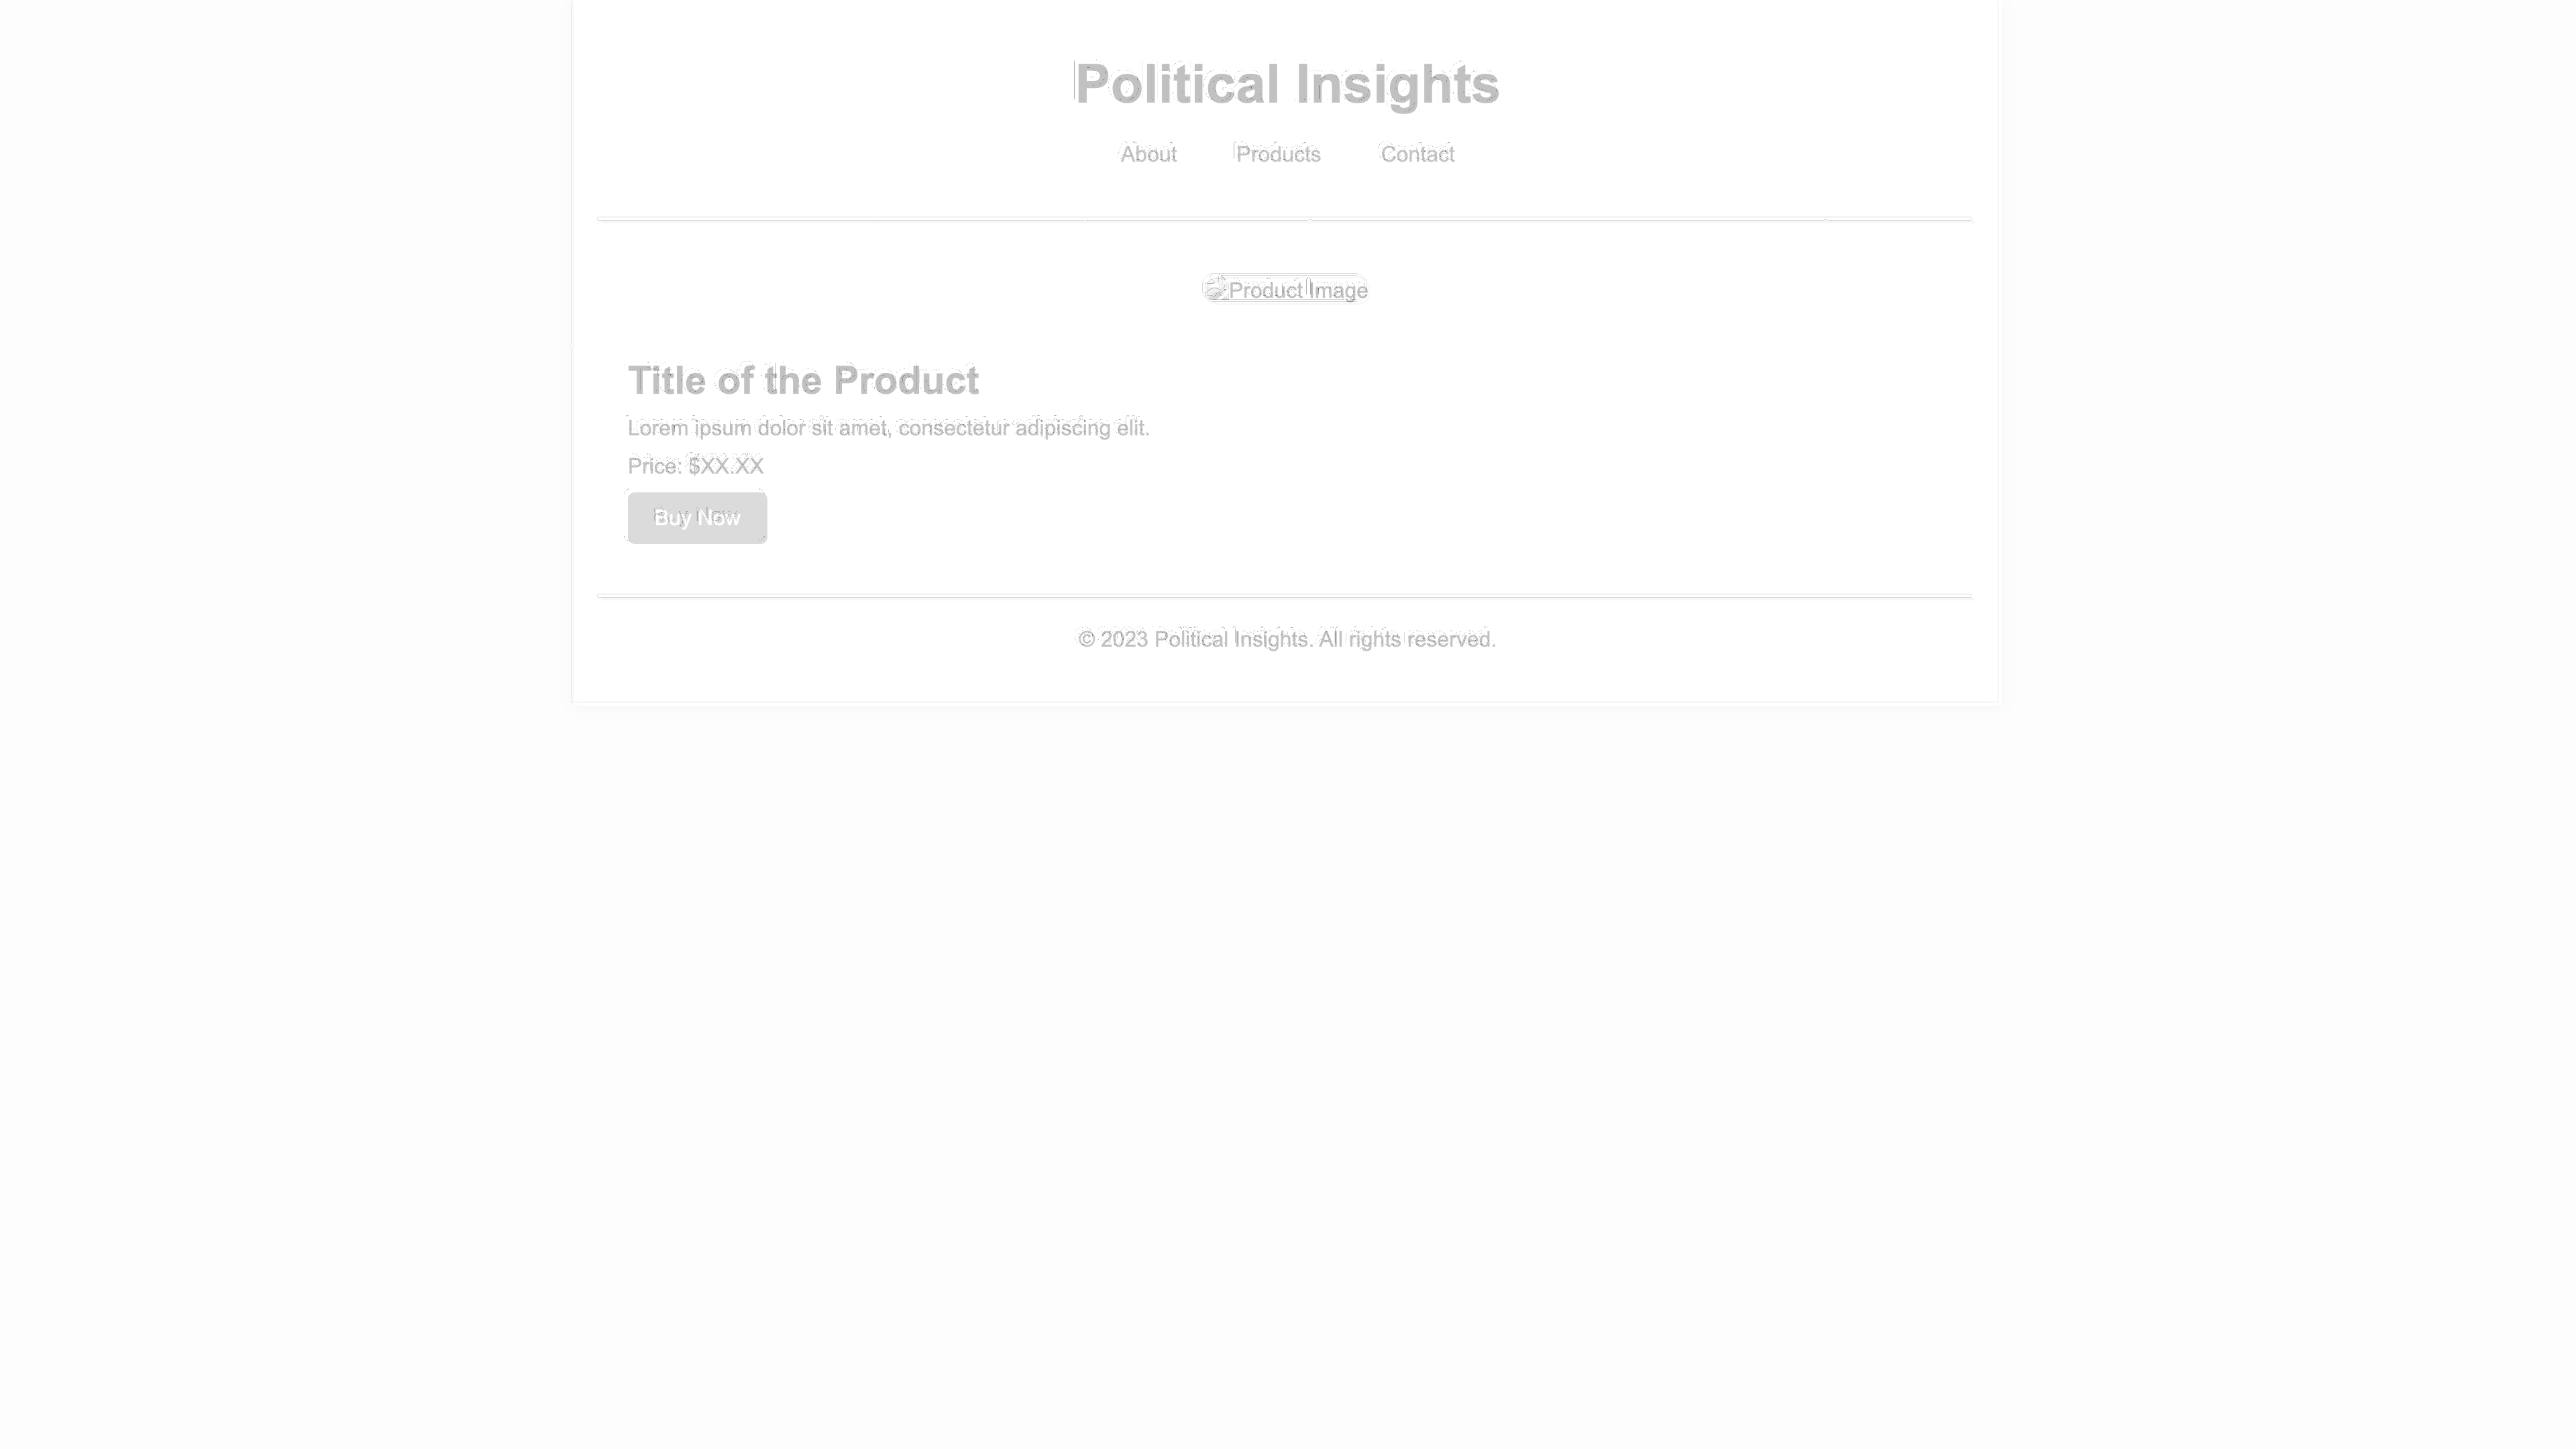 Political Insights
About Products Contact
Product Image
Title of the Product
Lorem ipsum dolor sit amet, consectetur adipiscing elit.
Price: $XX.XX
Buy Now
© 2023 Political Insights. All rights reserved.